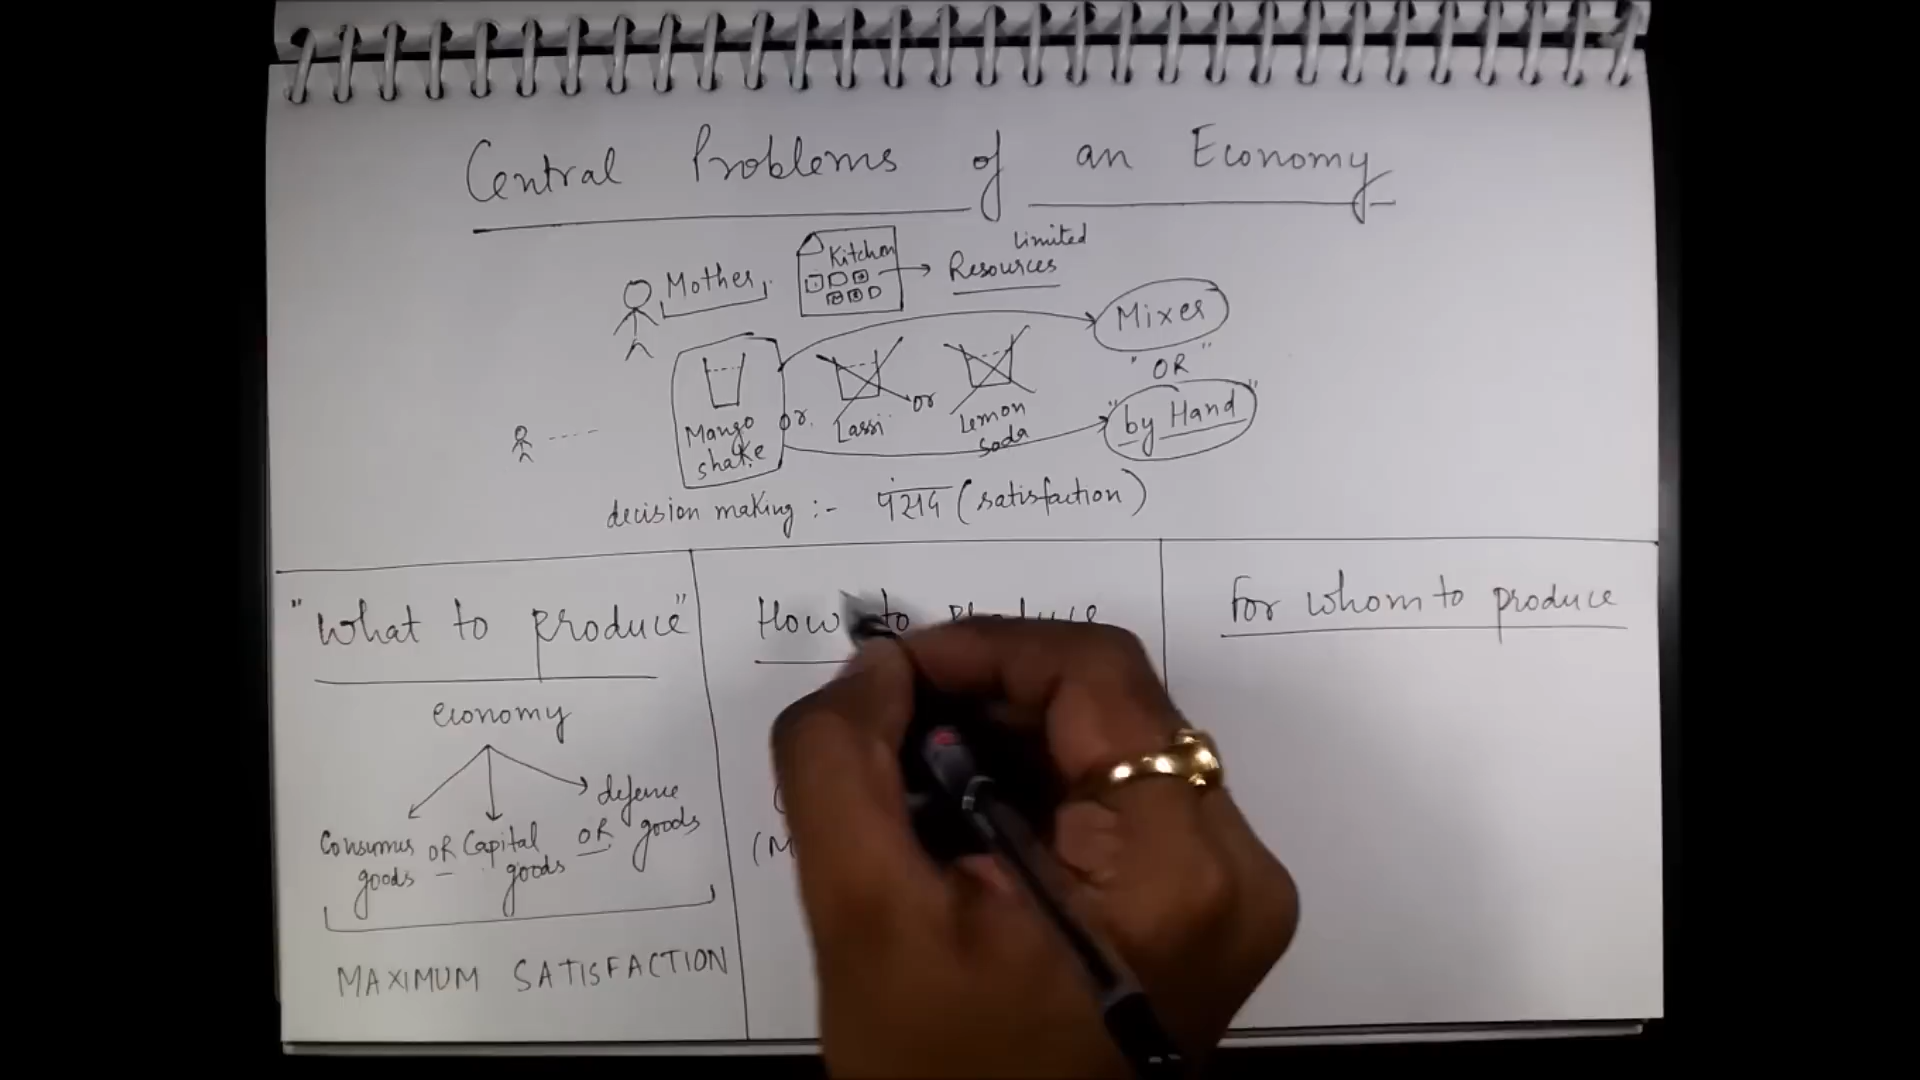 Central Problems of an Economy
Mother
Kitchen
Limited
Resources
Mixer
" OR "
"by Hand"
Mango shake or. Lassi or Lemon soda
decision making :- पसंद (satisfaction)
"What to produce"
economy
Consumer goods OR Capital goods OR defence goods
MAXIMUM SATISFACTION
How to produce
(M
for whom to produce